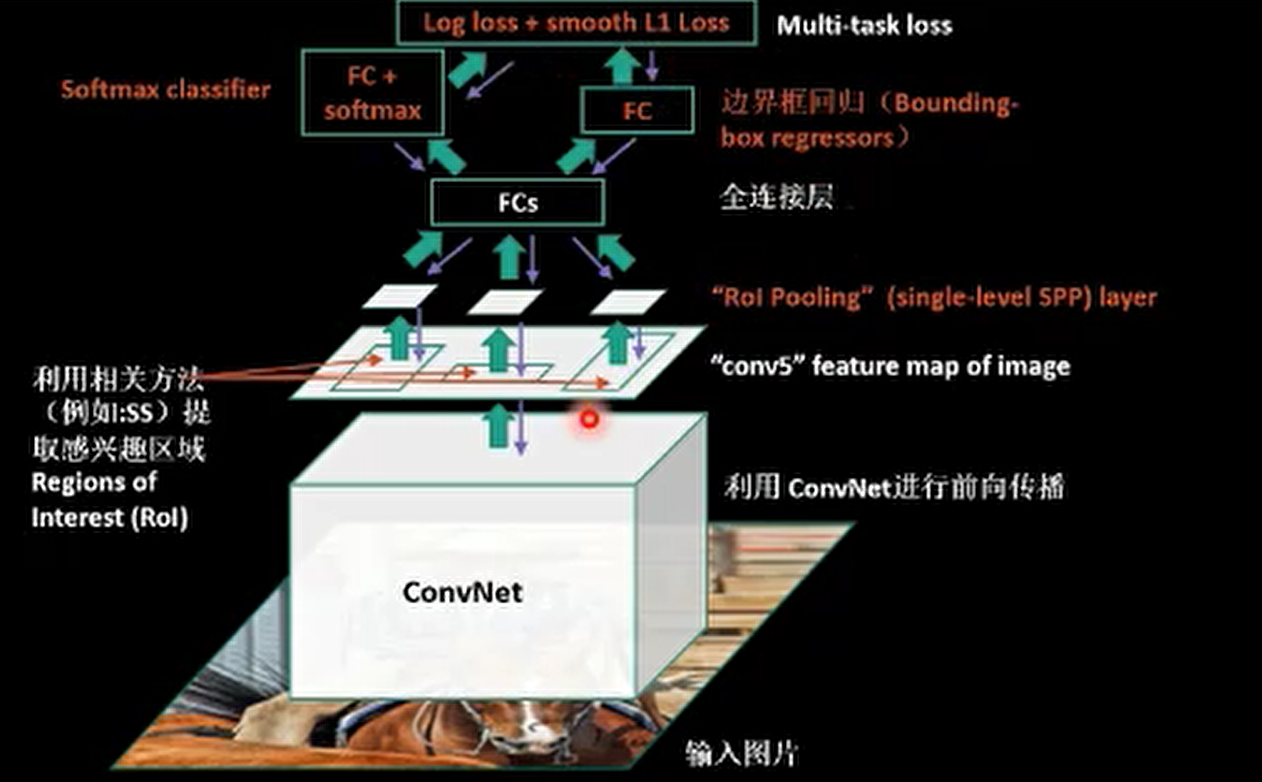 Log loss + smooth L1 Loss
Multi-task loss
Softmax classifier
FC +
softmax
FC
边界框回归（Bounding-
box regressors）
FCs
全连接层
“RoI Pooling” (single-level SPP) layer
“conv5” feature map of image
利用相关方法
（例如:SS）提
取感兴趣区域
Regions of
Interest (RoI)
利用 ConvNet进行前向传播
ConvNet
输入图片